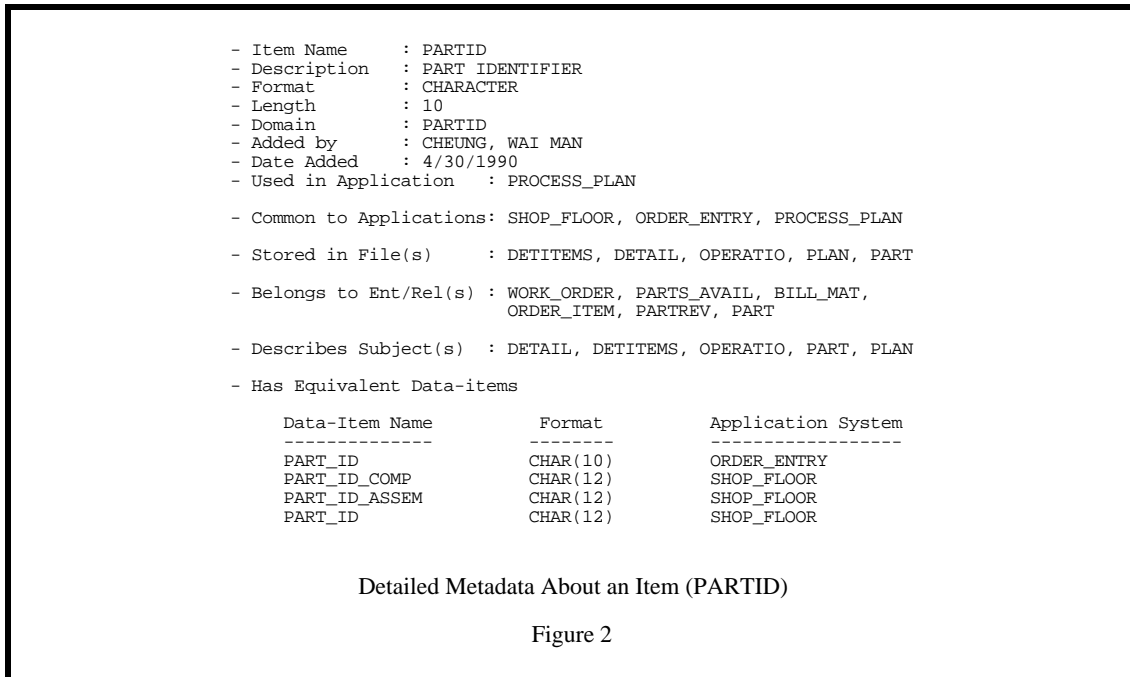 - Item Name : PARTID
- Description : PART IDENTIFIER
- Format : CHARACTER
- Length : 10
- Domain : PARTID
- Added by : CHEUNG, WAI MAN
- Date Added : 4/30/1990
- Used in Application : PROCESS_PLAN
- Common to Applications: SHOP_FLOOR, ORDER_ENTRY, PROCESS_PLAN
- Stored in File(s) : DETITEMS, DETAIL, OPERATIO, PLAN, PART
- Belongs to Ent/Rel(s) : WORK_ORDER, PARTS_AVAIL, BILL_MAT,
ORDER_ITEM, PARTREV, PART
- Describes Subject(s) : DETAIL, DETITEMS, OPERATIO, PART, PLAN
- Has Equivalent Data-items
Data-Item Name Format Application System
-------------- -------- ------------------
PART_ID CHAR(10) ORDER_ENTRY
PART_ID_COMP CHAR(12) SHOP_FLOOR
PART_ID_ASSEM CHAR(12) SHOP_FLOOR
PART_ID CHAR(12) SHOP_FLOOR
Detailed Metadata About an Item (PARTID)
Figure 2